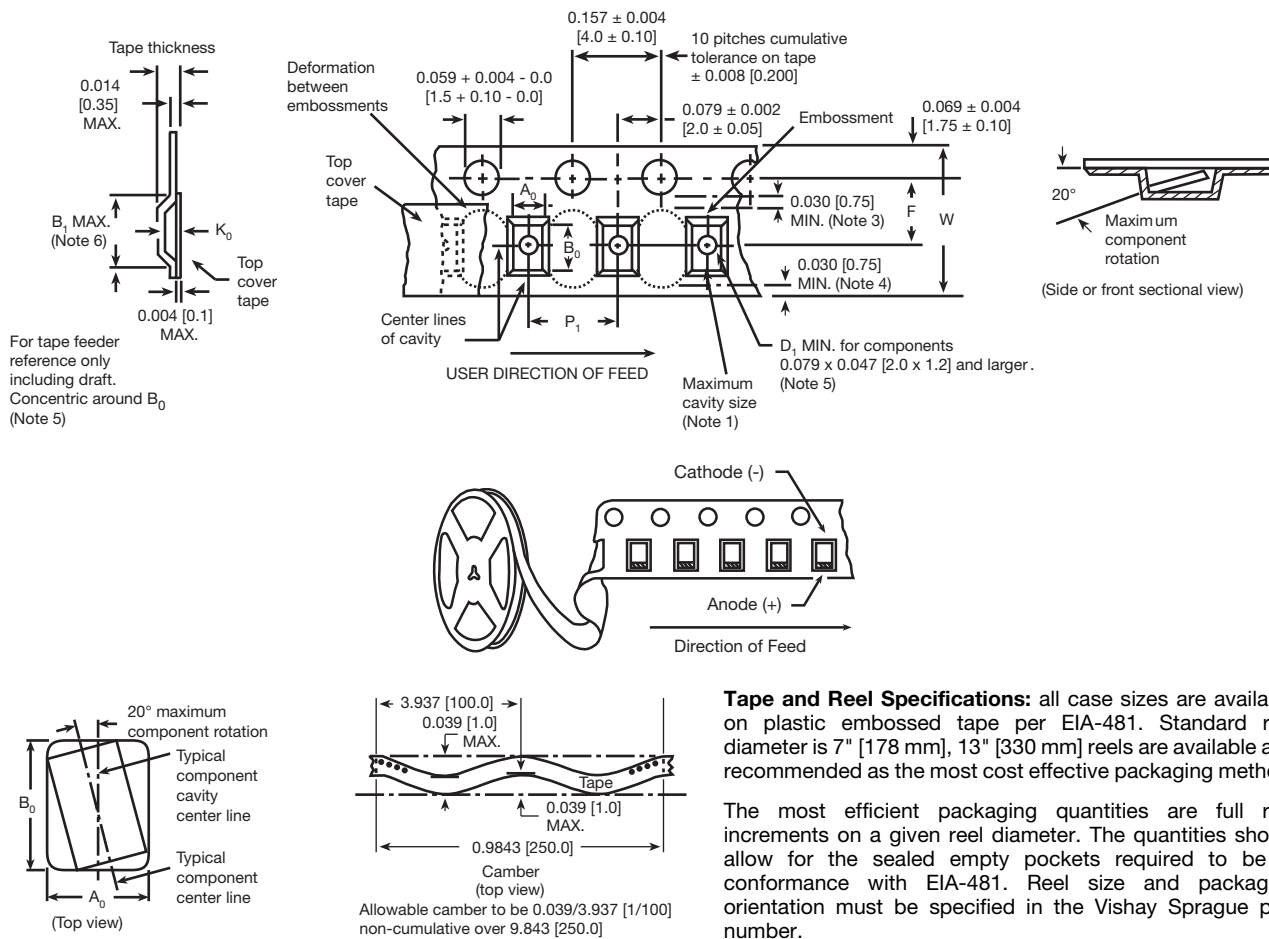 Tape thickness
0.014
[0.35]
MAX.
B1 MAX.
(Note 6)
K0
Top
cover
tape
0.004 [0.1]
MAX.
For tape feeder
reference only
including draft.
Concentric around B0
(Note 5)
Deformation
between
embossments
Top
cover
tape
0.059 + 0.004 - 0.0
[1.5 + 0.10 - 0.0]
0.157 ± 0.004
[4.0 ± 0.10]
10 pitches cumulative
tolerance on tape
± 0.008 [0.200]
0.079 ± 0.002
[2.0 ± 0.05]
Embossment
0.069 ± 0.004
[1.75 ± 0.10]
A0
B0
0.030 [0.75]
MIN. (Note 3)
F
W
0.030 [0.75]
MIN. (Note 4)
Center lines
of cavity
P1
USER DIRECTION OF FEED
Maximum
cavity size
(Note 1)
D1 MIN. for components
0.079 x 0.047 [2.0 x 1.2] and larger.
(Note 5)
20°
Maximum
component
rotation
(Side or front sectional view)
Cathode (-)
Anode (+)
Direction of Feed
20° maximum
component rotation
Typical
component
cavity
center line
B0
Typical
component
center line
A0
(Top view)
3.937 [100.0]
0.039 [1.0]
MAX.
Tape
0.039 [1.0]
MAX.
0.9843 [250.0]
Camber
(top view)
Allowable camber to be 0.039/3.937 [1/100]
non-cumulative over 9.843 [250.0]
Tape and Reel Specifications: all case sizes are availa
on plastic embossed tape per EIA-481. Standard r
diameter is 7" [178 mm], 13" [330 mm] reels are available a
recommended as the most cost effective packaging metho
The most efficient packaging quantities are full r
increments on a given reel diameter. The quantities sho
allow for the sealed empty pockets required to be
conformance with EIA-481. Reel size and packag
orientation must be specified in the Vishay Sprague p
number.